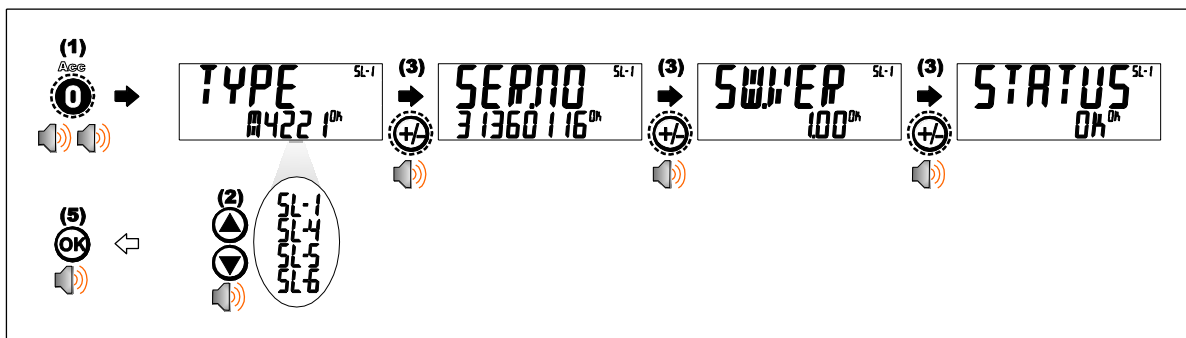 (1)
Acc
0
TYPE SL-1
M4221 Ok
(3)
+/-
SER.NO SL-1
31360116 Ok
(3)
+/-
SW.VER SL-1
1.00 Ok
(3)
+/-
STATUS SL-1
Ok Ok
(2)
SL-1
SL-4
SL-5
SL-6
(5)
OK